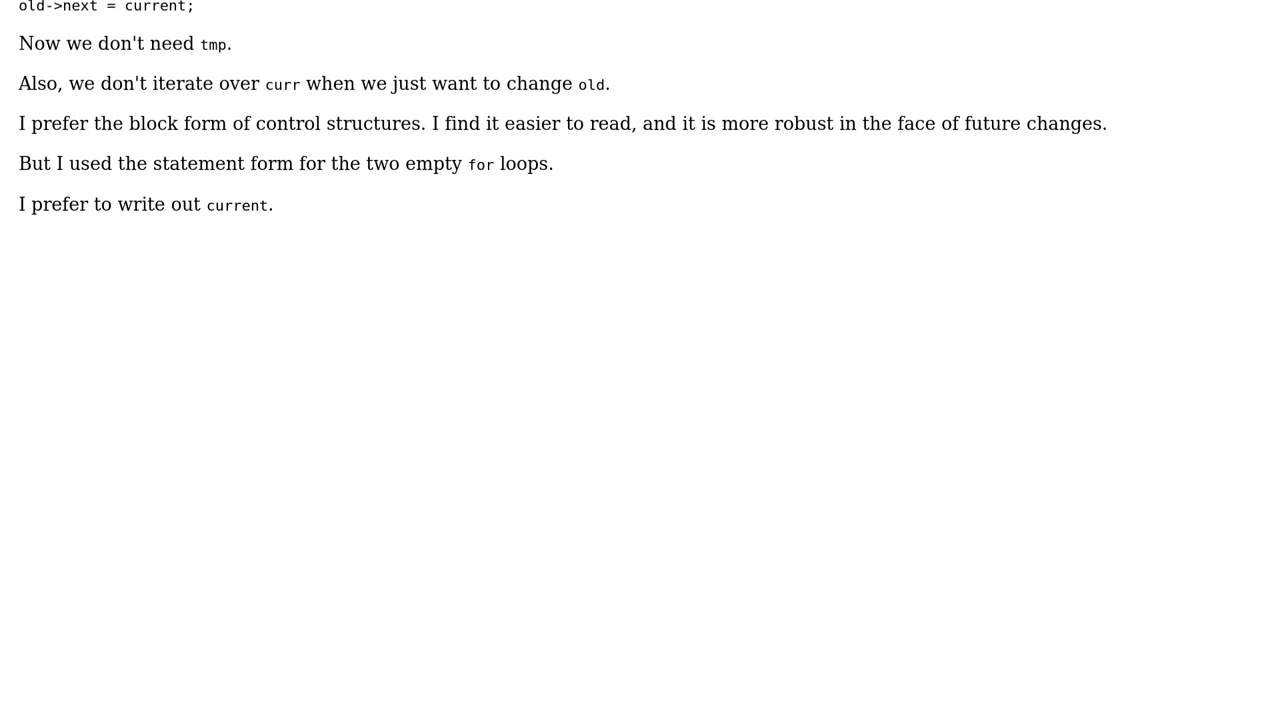 old->next = current;
Now we don't need tmp.
Also, we don't iterate over curr when we just want to change old.
I prefer the block form of control structures. I find it easier to read, and it is more robust in the face of future changes.
But I used the statement form for the two empty for loops.
I prefer to write out current.